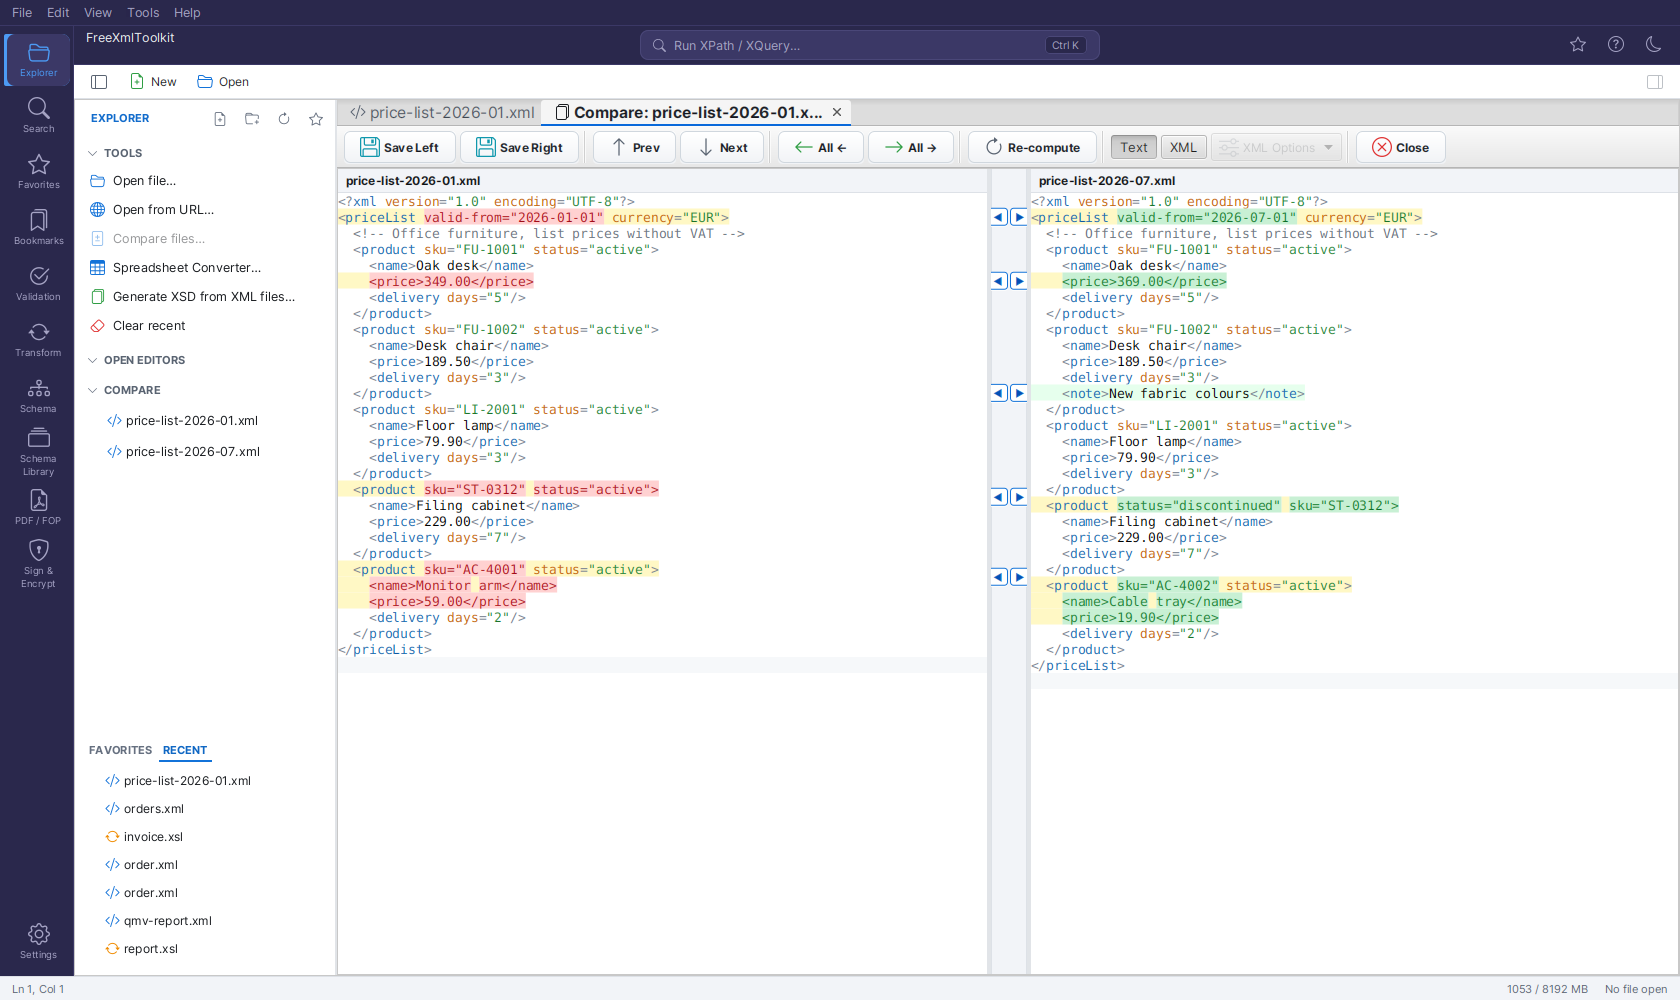 File Edit View Tools Help
FreeXmlToolkit
Run XPath / XQuery... Ctrl K
New Open
Explorer
Search
Favorites
Bookmarks
Validation
Transform
Schema
Schema
Library
PDF / FOP
Sign &
Encrypt
Settings
EXPLORER
TOOLS
Open file...
Open from URL...
Compare files...
Spreadsheet Converter...
Generate XSD from XML files...
Clear recent
OPEN EDITORS
COMPARE
price-list-2026-01.xml
price-list-2026-07.xml
FAVORITES RECENT
price-list-2026-01.xml
orders.xml
invoice.xsl
order.xml
order.xml
qmv-report.xml
report.xsl
price-list-2026-01.xml Compare: price-list-2026-01.x...
Save Left Save Right Prev Next All ← All → Re-compute Text XML XML Options Close
price-list-2026-01.xml
<?xml version="1.0" encoding="UTF-8"?>
<priceList valid-from="2026-01-01" currency="EUR">
<!-- Office furniture, list prices without VAT -->
<product sku="FU-1001" status="active">
<name>Oak desk</name>
<price>349.00</price>
<delivery days="5"/>
</product>
<product sku="FU-1002" status="active">
<name>Desk chair</name>
<price>189.50</price>
<delivery days="3"/>
</product>
<product sku="LI-2001" status="active">
<name>Floor lamp</name>
<price>79.90</price>
<delivery days="3"/>
</product>
<product sku="ST-0312" status="active">
<name>Filing cabinet</name>
<price>229.00</price>
<delivery days="7"/>
</product>
<product sku="AC-4001" status="active">
<name>Monitor arm</name>
<price>59.00</price>
<delivery days="2"/>
</product>
</priceList>
price-list-2026-07.xml
<?xml version="1.0" encoding="UTF-8"?>
<priceList valid-from="2026-07-01" currency="EUR">
<!-- Office furniture, list prices without VAT -->
<product sku="FU-1001" status="active">
<name>Oak desk</name>
<price>369.00</price>
<delivery days="5"/>
</product>
<product sku="FU-1002" status="active">
<name>Desk chair</name>
<price>189.50</price>
<delivery days="3"/>
<note>New fabric colours</note>
</product>
<product sku="LI-2001" status="active">
<name>Floor lamp</name>
<price>79.90</price>
<delivery days="3"/>
</product>
<product status="discontinued" sku="ST-0312">
<name>Filing cabinet</name>
<price>229.00</price>
<delivery days="7"/>
</product>
<product sku="AC-4002" status="active">
<name>Cable tray</name>
<price>19.90</price>
<delivery days="2"/>
</product>
</priceList>
Ln 1, Col 1
1053 / 8192 MB No file open